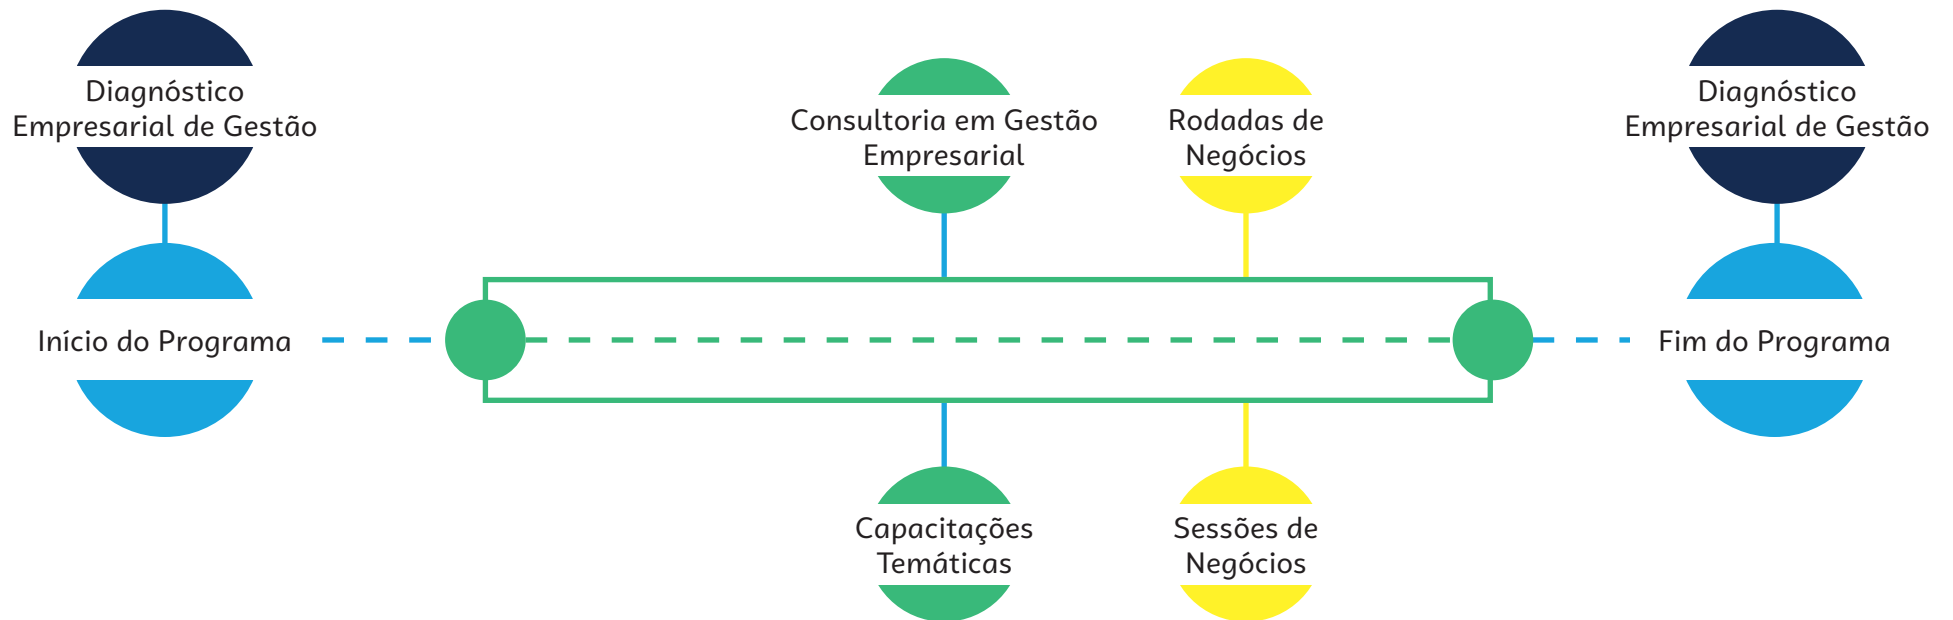 Diagnóstico
Empresarial de Gestão
Início do Programa
Consultoria em Gestão
Empresarial
Rodadas de
Negócios
Capacitações
Temáticas
Sessões de
Negócios
Diagnóstico
Empresarial de Gestão
Fim do Programa